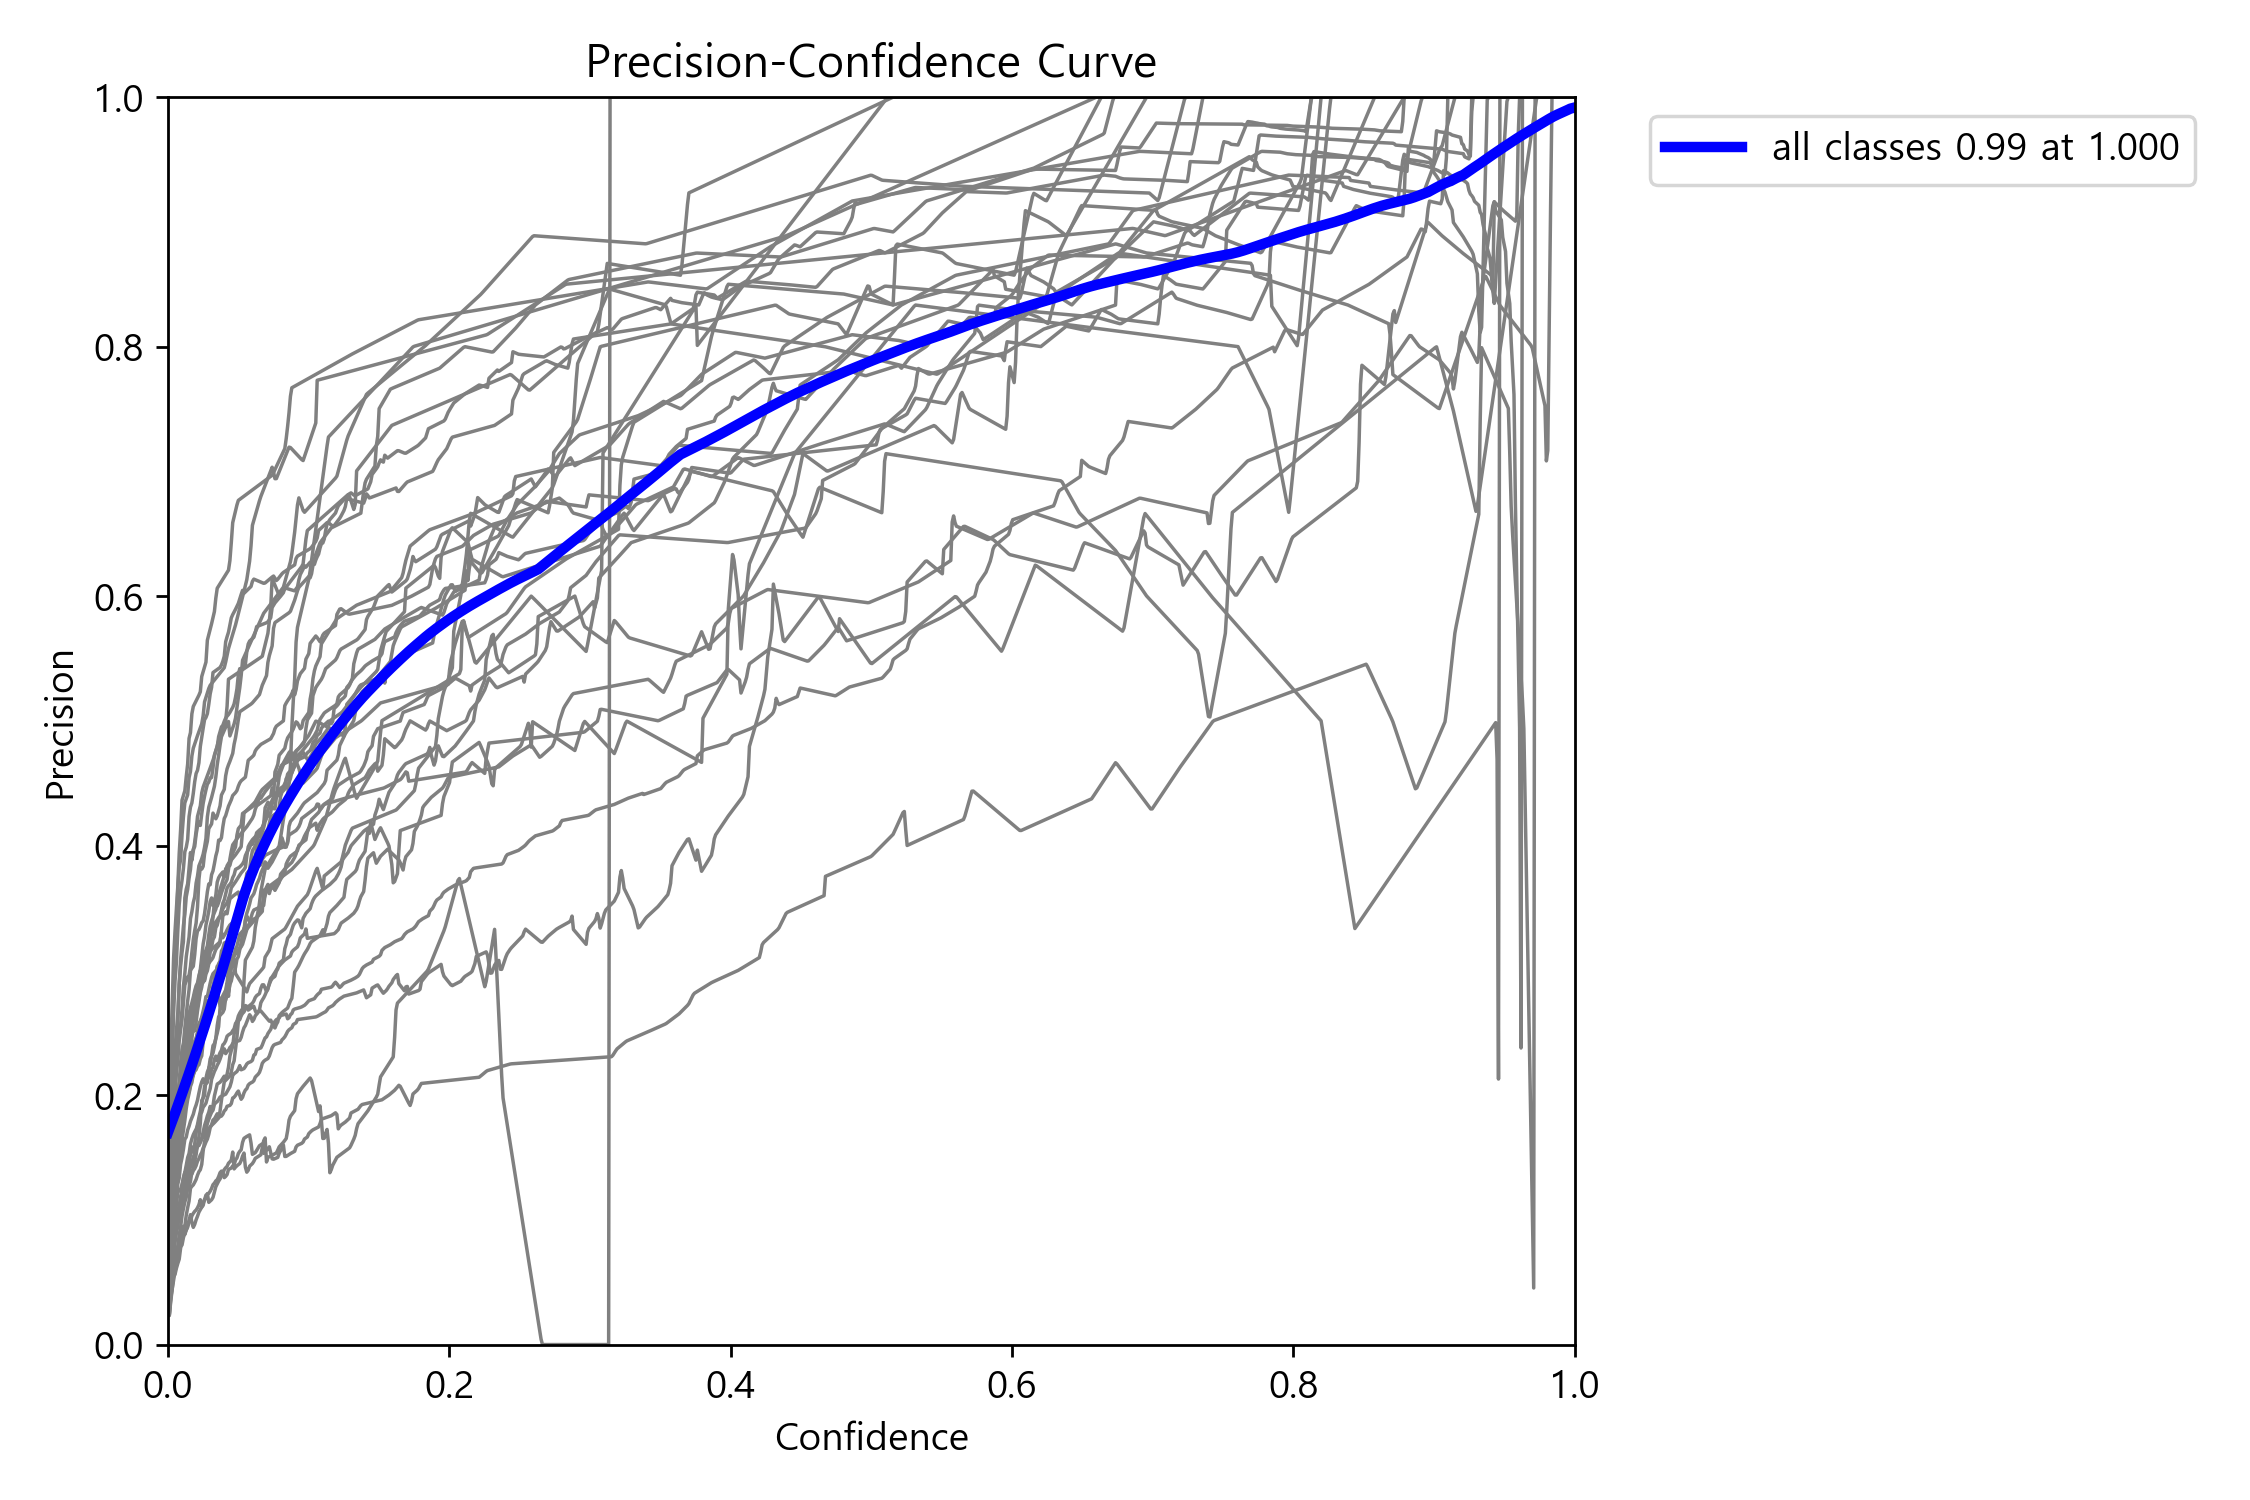 Precision-Confidence Curve
all classes 0.99 at 1.000
Precision
1.0
0.8
0.6
0.4
0.2
0.0
0.0 0.2 0.4 0.6 0.8 1.0
Confidence